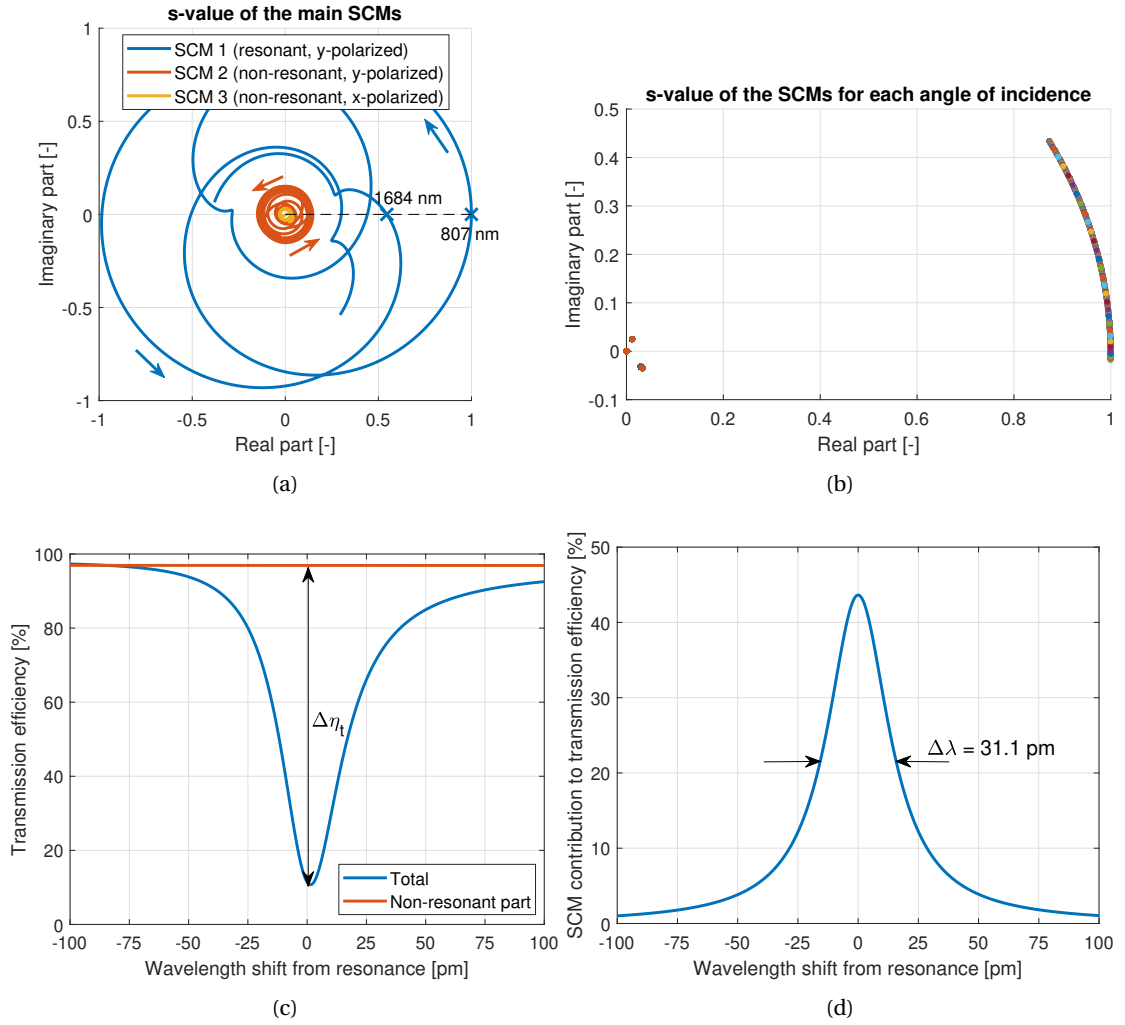 s-value of the main SCMs
SCM 1 (resonant, y-polarized)
SCM 2 (non-resonant, y-polarized)
SCM 3 (non-resonant, x-polarized)
1
0.5
0
-0.5
-1
Imaginary part [-]
1684 nm
807 nm
-1 -0.5 0 0.5 1
Real part [-]
(a)
s-value of the SCMs for each angle of incidence
0.5
0.4
0.3
0.2
0.1
0
-0.1
Imaginary part [-]
0 0.2 0.4 0.6 0.8 1
Real part [-]
(b)
100
80
60
40
20
0
Transmission efficiency [%]
Δηt
Total
Non-resonant part
-100 -75 -50 -25 0 25 50 75 100
Wavelength shift from resonance [pm]
(c)
50
40
30
20
10
0
SCM contribution to transmission efficiency [%]
Δλ = 31.1 pm
-100 -75 -50 -25 0 25 50 75 100
Wavelength shift from resonance [pm]
(d)